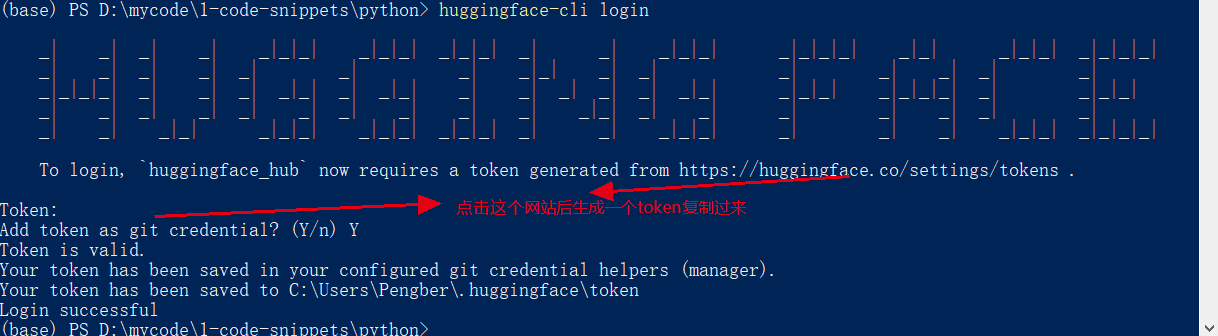 (base) PS D:\mycode\1-code-snippets\python> huggingface-cli login
HUGGING FACE
To login, `huggingface_hub` now requires a token generated from https://huggingface.co/settings/tokens .
Token:
点击这个网站后生成一个token复制过来
Add token as git credential? (Y/n) Y
Token is valid.
Your token has been saved in your configured git credential helpers (manager).
Your token has been saved to C:\Users\Pengber\.huggingface\token
Login successful
(base) PS D:\mycode\1-code-snippets\python>